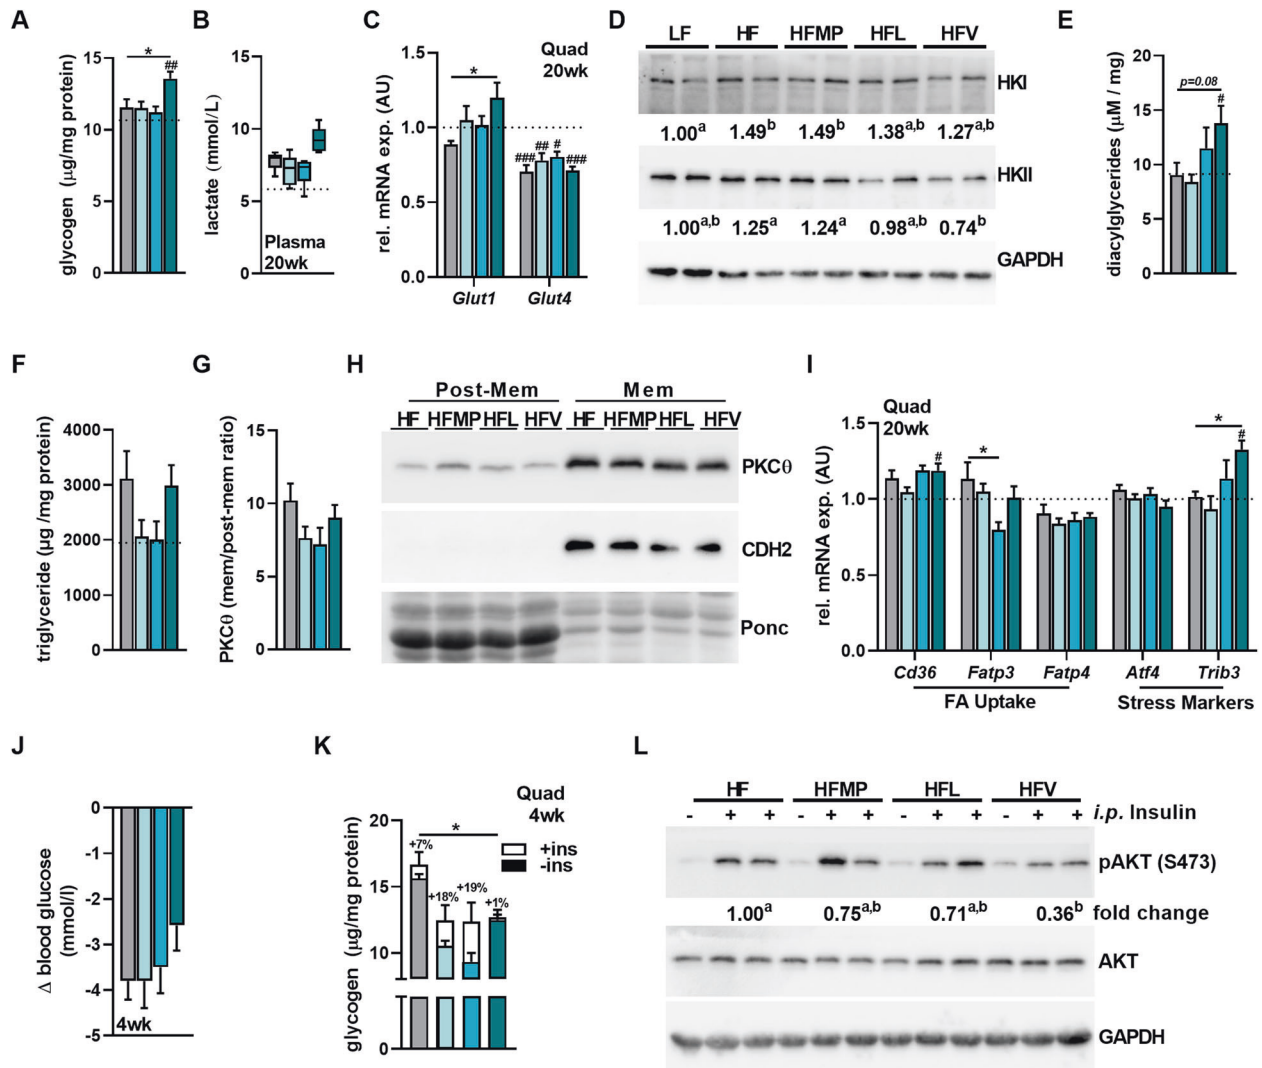 A
glycogen (µg/mg protein)
15
10
5
0
*
##
B
lactate (mmol/L)
15
10
5
0
Plasma
20wk
C
rel. mRNA exp. (AU)
1.5
1.0
0.5
0.0
Quad
20wk
*
###
##
#
###
Glut1
Glut4
D
LF HF HFMP HFL HFV
HKI
1.00a 1.49b 1.49b 1.38a,b 1.27a,b
HKII
1.00a,b 1.25a 1.24a 0.98a,b 0.74b
GAPDH
E
diacylglycerides (µM / mg)
20
15
10
5
0
p=0.08
#
F
triglyceride (µg /mg protein)
4000
3000
2000
1000
0
G
PKCθ (mem/post-mem ratio)
15
10
5
0
H
Post-Mem Mem
HF HFMP HFL HFV HF HFMP HFL HFV
PKCθ
CDH2
Ponc
I
rel. mRNA exp. (AU)
1.5
1.0
0.5
0.0
Quad
20wk
#
*
*
#
Cd36 Fatp3 Fatp4 Atf4 Trib3
FA Uptake Stress Markers
J
Δ blood glucose
(mmol/l)
0
-1
-2
-3
-4
-5
4wk
K
glycogen (µg/mg protein)
20
15
10
0
Quad
4wk
*
+7%
+18%
+19%
+1%
+ins
-ins
L
HF HFMP HFL HFV
- + + - + + - + + - + + i.p. Insulin
pAKT (S473)
1.00a 0.75a,b 0.71a,b 0.36b fold change
AKT
GAPDH